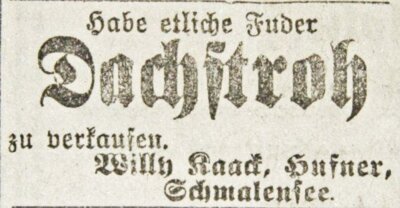 Habe etliche Fuder
Dachstroh
zu verkaufen.
Willy Kaack, Hufner,
Schmalensee.